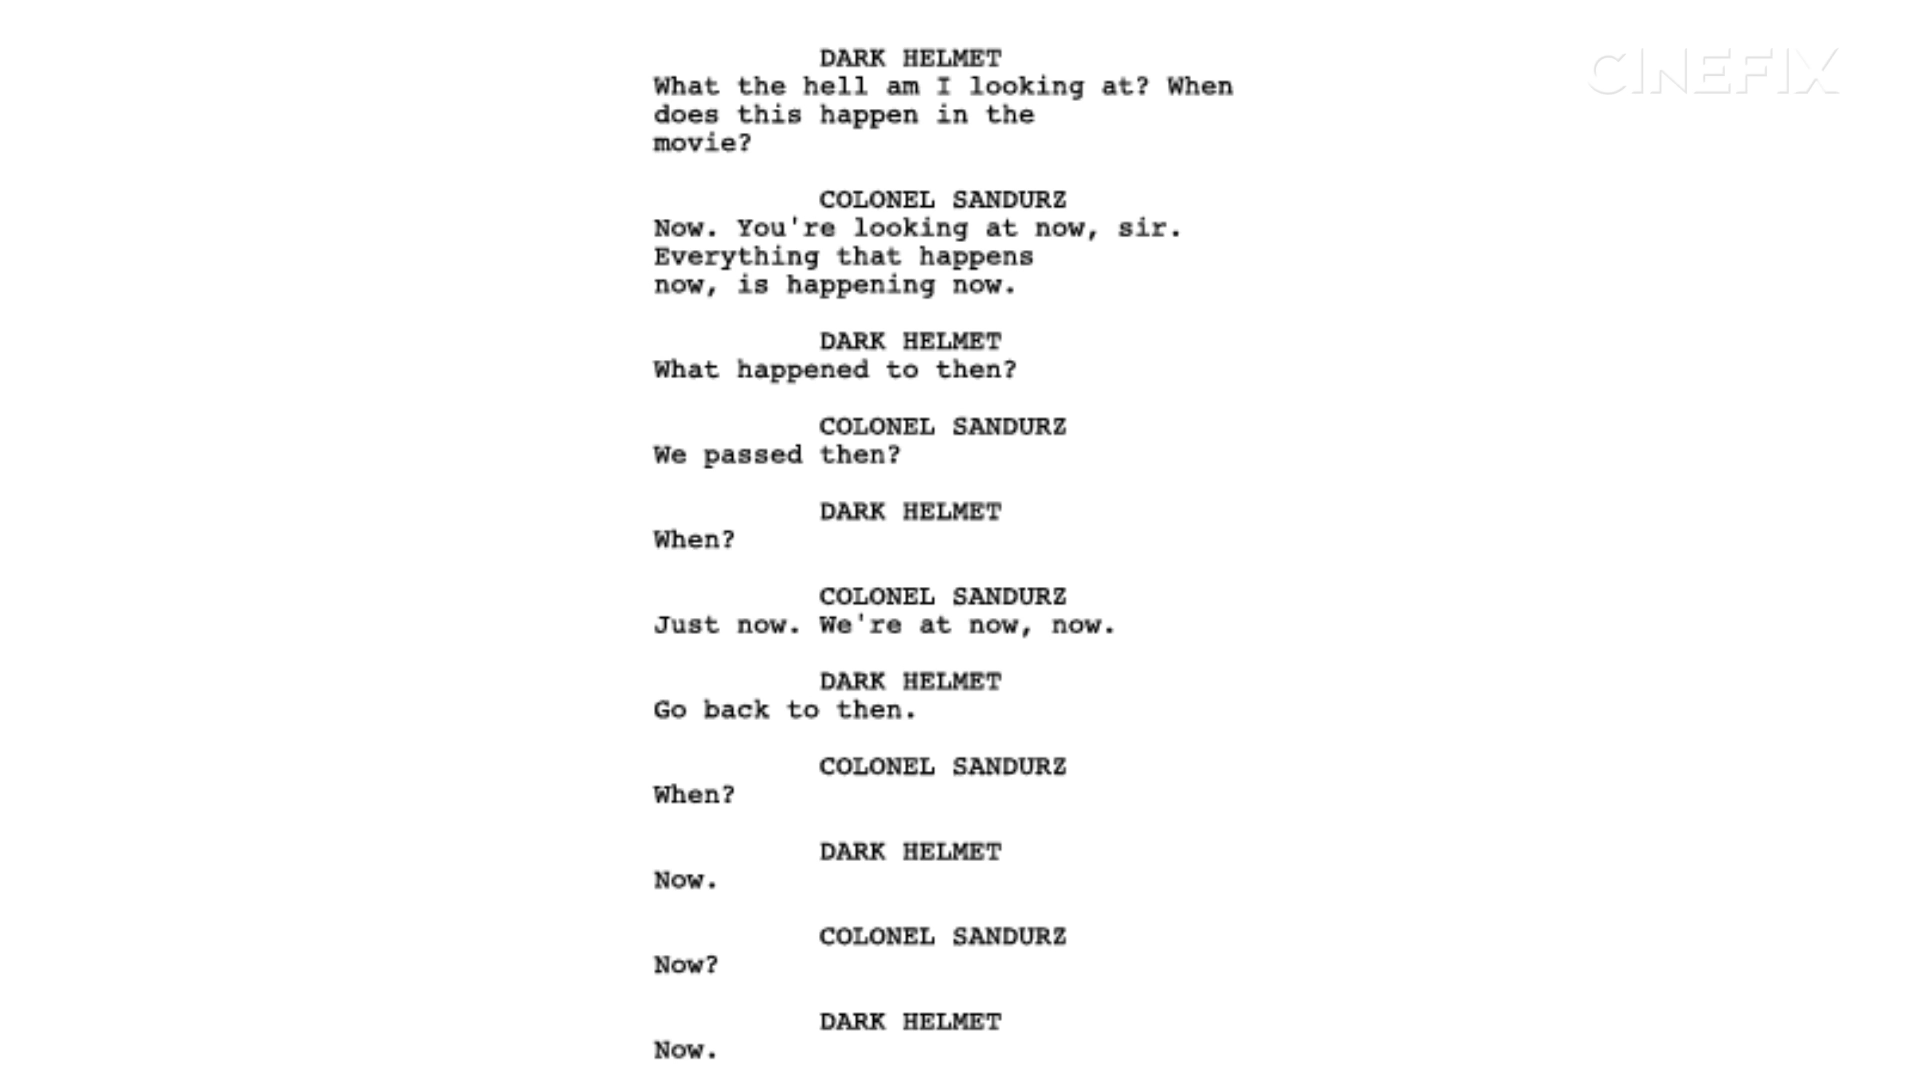 CINEFIX
DARK HELMET
What the hell am I looking at? When
does this happen in the
movie?
COLONEL SANDURZ
Now. You're looking at now, sir.
Everything that happens
now, is happening now.
DARK HELMET
What happened to then?
COLONEL SANDURZ
We passed then?
DARK HELMET
When?
COLONEL SANDURZ
Just now. We're at now, now.
DARK HELMET
Go back to then.
COLONEL SANDURZ
When?
DARK HELMET
Now.
COLONEL SANDURZ
Now?
DARK HELMET
Now.